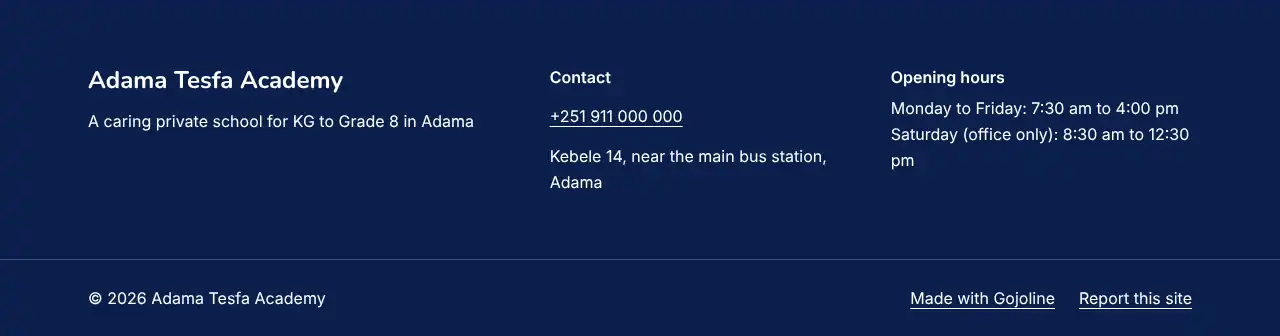 Adama Tesfa Academy
A caring private school for KG to Grade 8 in Adama
Contact
+251 911 000 000
Kebele 14, near the main bus station,
Adama
Opening hours
Monday to Friday: 7:30 am to 4:00 pm
Saturday (office only): 8:30 am to 12:30
pm
© 2026 Adama Tesfa Academy
Made with Gojoline
Report this site